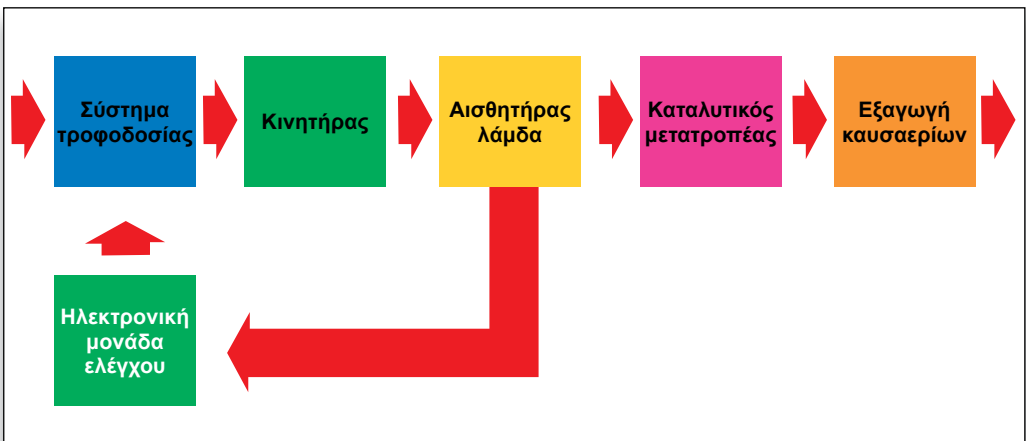 Σύστημα
τροφοδοσίας
Κινητήρας
Αισθητήρας
λάμδα
Καταλυτικός
μετατροπέας
Εξαγωγή
καυσαερίων
Ηλεκτρονική
μονάδα
ελέγχου